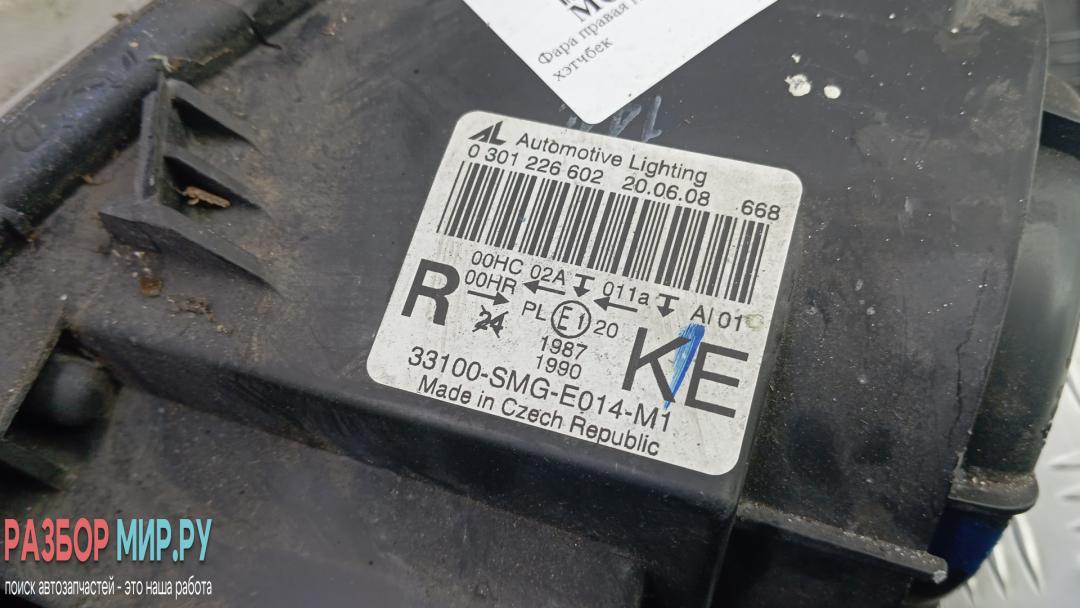 Фара правая
хэтчбек
AL Automotive Lighting
0 301 226 602 20.06.08 668
00HC 02A 011a AI 01
00HR
R 24 PL E1 20 KE
1987
1990
33100-SMG-E014-M1
Made in Czech Republic
РАЗБОР МИР.РУ
поиск автозапчастей - это наша работа